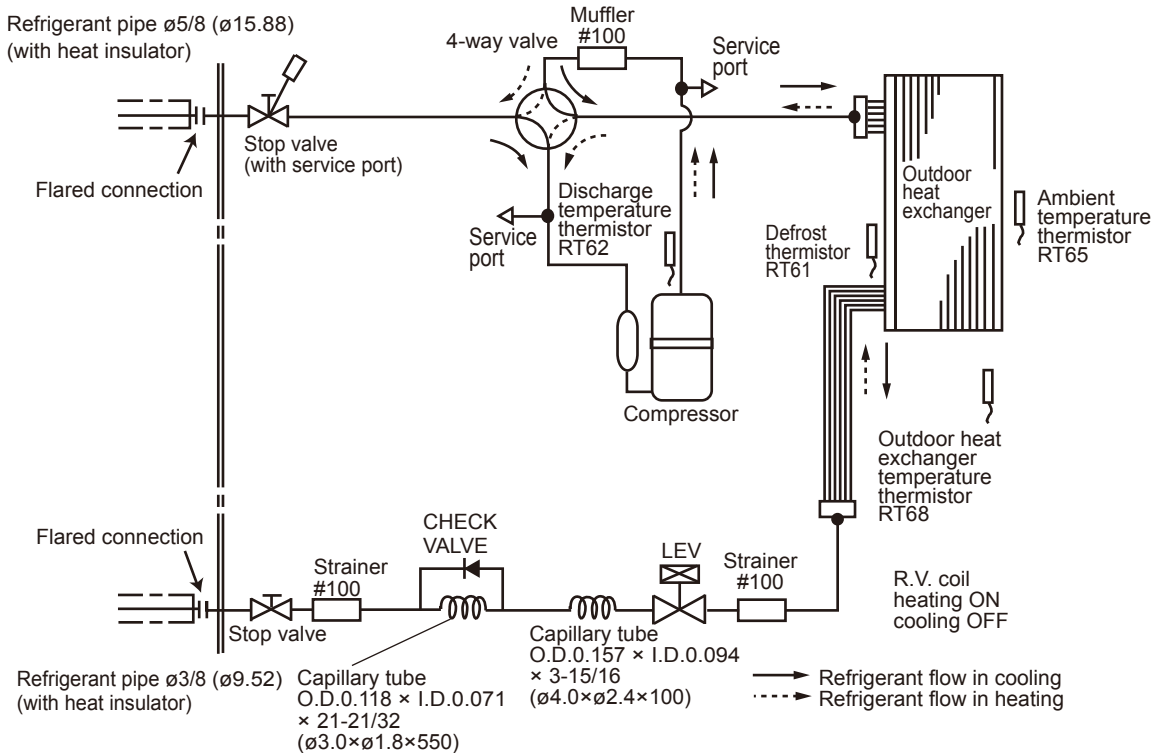 Refrigerant pipe ø5/8 (ø15.88)
(with heat insulator)
Muffler
#100
4-way valve
Service
port
Stop valve
(with service port)
Flared connection
Discharge
temperature
thermistor
RT62
Service
port
Compressor
Outdoor
heat
exchanger
Defrost
thermistor
RT61
Ambient
temperature
thermistor
RT65
Outdoor heat
exchanger
temperature
thermistor
RT68
Flared connection
Stop valve
Strainer
#100
CHECK
VALVE
LEV
Strainer
#100
R.V. coil
heating ON
cooling OFF
Refrigerant pipe ø3/8 (ø9.52)
(with heat insulator)
Capillary tube
O.D.0.118 × I.D.0.071
× 21-21/32
(ø3.0×ø1.8×550)
Capillary tube
O.D.0.157 × I.D.0.094
× 3-15/16
(ø4.0×ø2.4×100)
Refrigerant flow in cooling
Refrigerant flow in heating